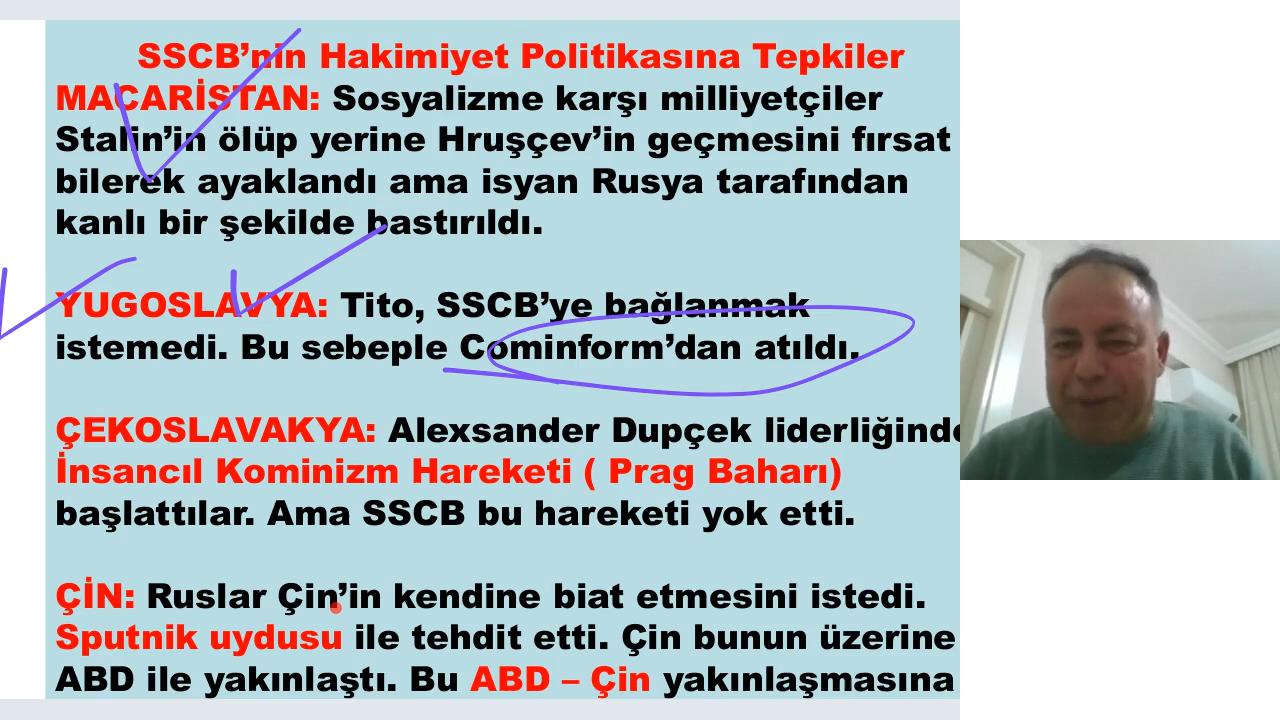 SSCB’nin Hakimiyet Politikasına Tepkiler
MACARİSTAN: Sosyalizme karşı milliyetçiler
Stalin’in ölüp yerine Hruşçev’in geçmesini fırsat
bilerek ayaklandı ama isyan Rusya tarafından
kanlı bir şekilde bastırıldı.
YUGOSLAVYA: Tito, SSCB’ye bağlanmak
istemedi. Bu sebeple Cominform’dan atıldı.
ÇEKOSLAVAKYA: Alexsander Dupçek liderliğinde
İnsancıl Kominizm Hareketi ( Prag Baharı)
başlattılar. Ama SSCB bu hareketi yok etti.
ÇİN: Ruslar Çin’in kendine biat etmesini istedi.
Sputnik uydusu ile tehdit etti. Çin bunun üzerine
ABD ile yakınlaştı. Bu ABD – Çin yakınlaşmasına